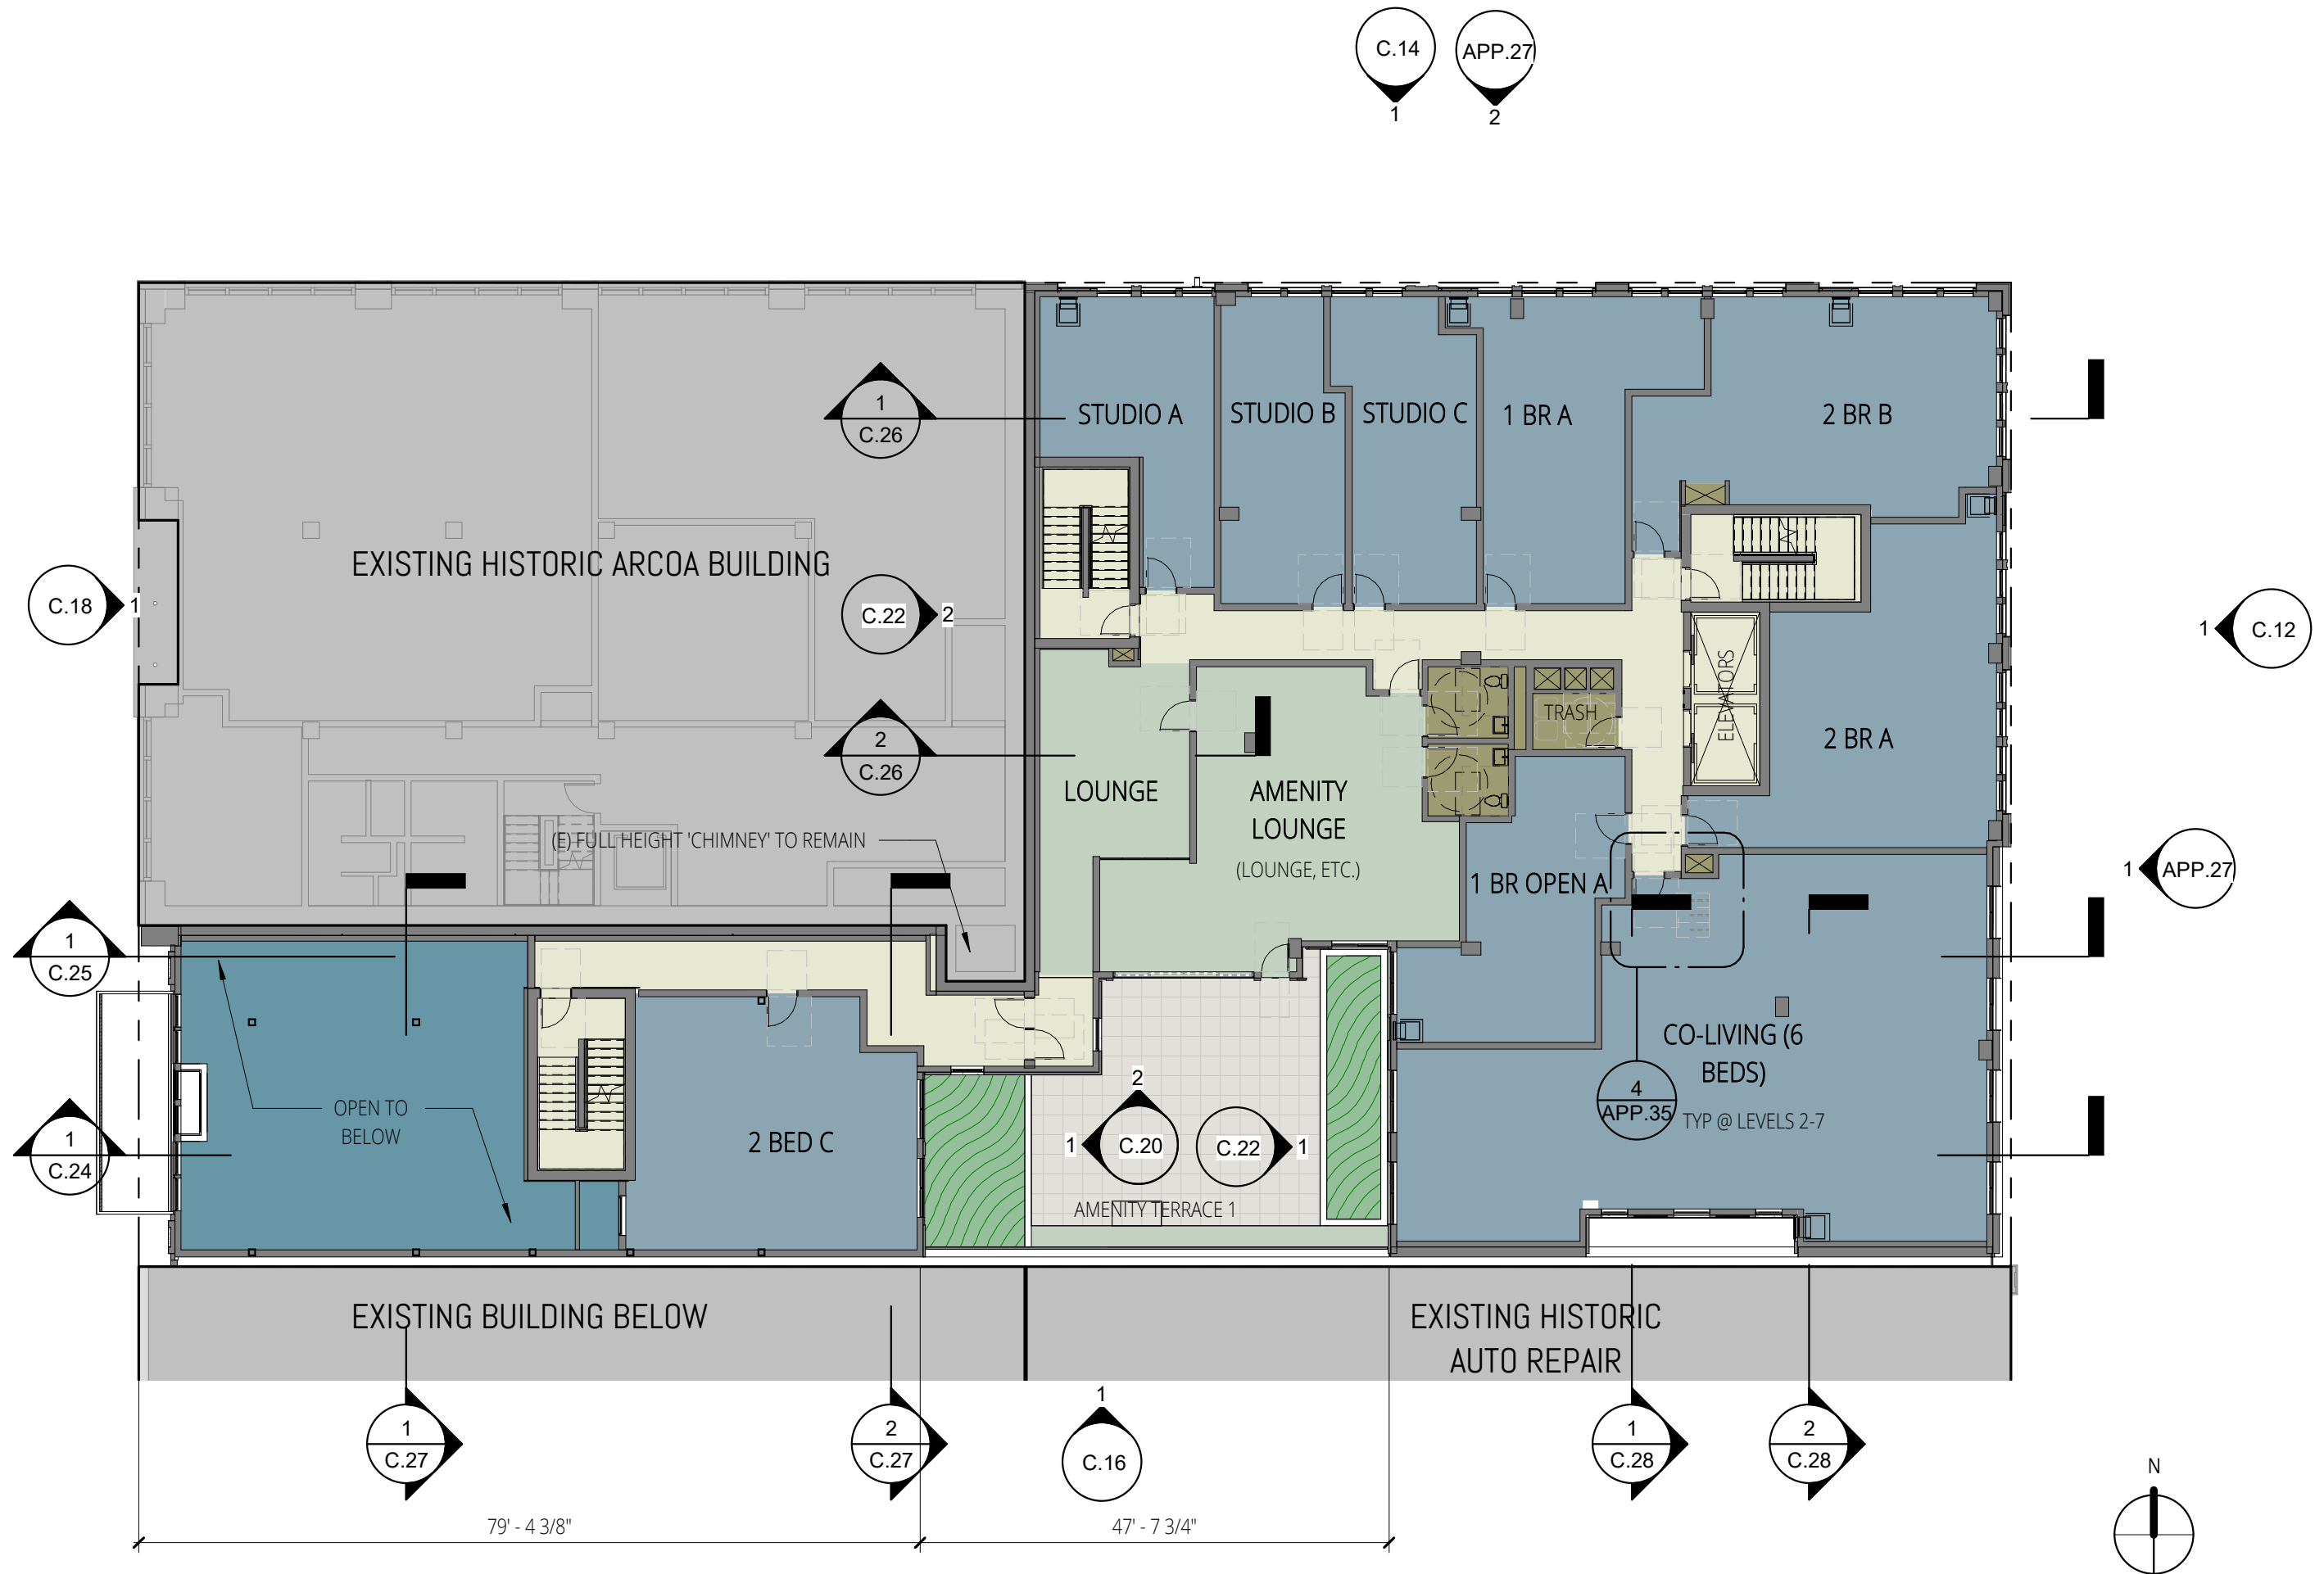 C.14
APP.27
1
2
1
C.26
STUDIO A
STUDIO B
STUDIO C
1 BR A
2 BR B
EXISTING HISTORIC ARCOA BUILDING
C.18
1
C.22
2
1
C.12
ELEVATORS
TRASH
2
C.26
2 BR A
LOUNGE
AMENITY
LOUNGE
(LOUNGE, ETC.)
(E) FULL HEIGHT 'CHIMNEY' TO REMAIN
1 BR OPEN A
1
APP.27
1
C.25
CO-LIVING (6
BEDS)
TYP @ LEVELS 2-7
4
APP.35
OPEN TO
BELOW
1
C.24
2 BED C
2
1
C.20
C.22
1
AMENITY TERRACE 1
EXISTING BUILDING BELOW
EXISTING HISTORIC
AUTO REPAIR
1
C.27
2
C.27
1
C.16
1
C.28
2
C.28
N
79' - 4 3/8"
47' - 7 3/4"